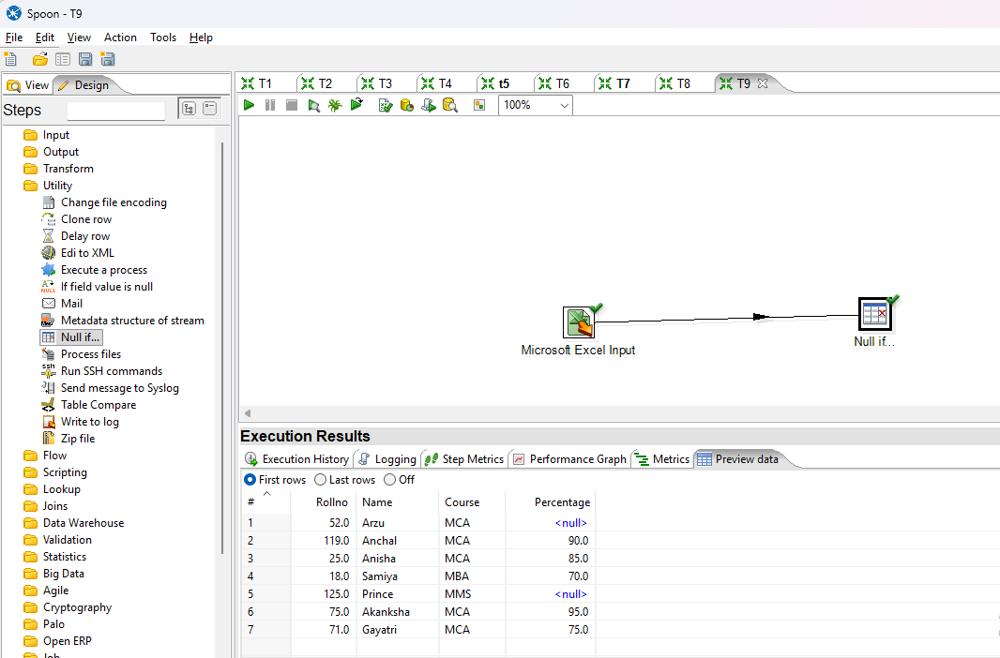 Spoon - T9
File Edit View Action Tools Help
View Design
Steps
Input
Output
Transform
Utility
Change file encoding
Clone row
Delay row
Edi to XML
Execute a process
If field value is null
Mail
Metadata structure of stream
Null if...
Process files
Run SSH commands
Send message to Syslog
Table Compare
Write to log
Zip file
Flow
Scripting
Lookup
Joins
Data Warehouse
Validation
Statistics
Big Data
Agile
Cryptography
Palo
Open ERP
Job
T1 T2 T3 T4 t5 T6 T7 T8 T9
100%
Microsoft Excel Input
Null if...
Execution Results
Execution History Logging Step Metrics Performance Graph Metrics Preview data
First rows Last rows Off
# Rollno Name Course Percentage
1 52.0 Arzu MCA <null>
2 119.0 Anchal MCA 90.0
3 25.0 Anisha MCA 85.0
4 18.0 Samiya MBA 70.0
5 125.0 Prince MMS <null>
6 75.0 Akanksha MCA 95.0
7 71.0 Gayatri MCA 75.0